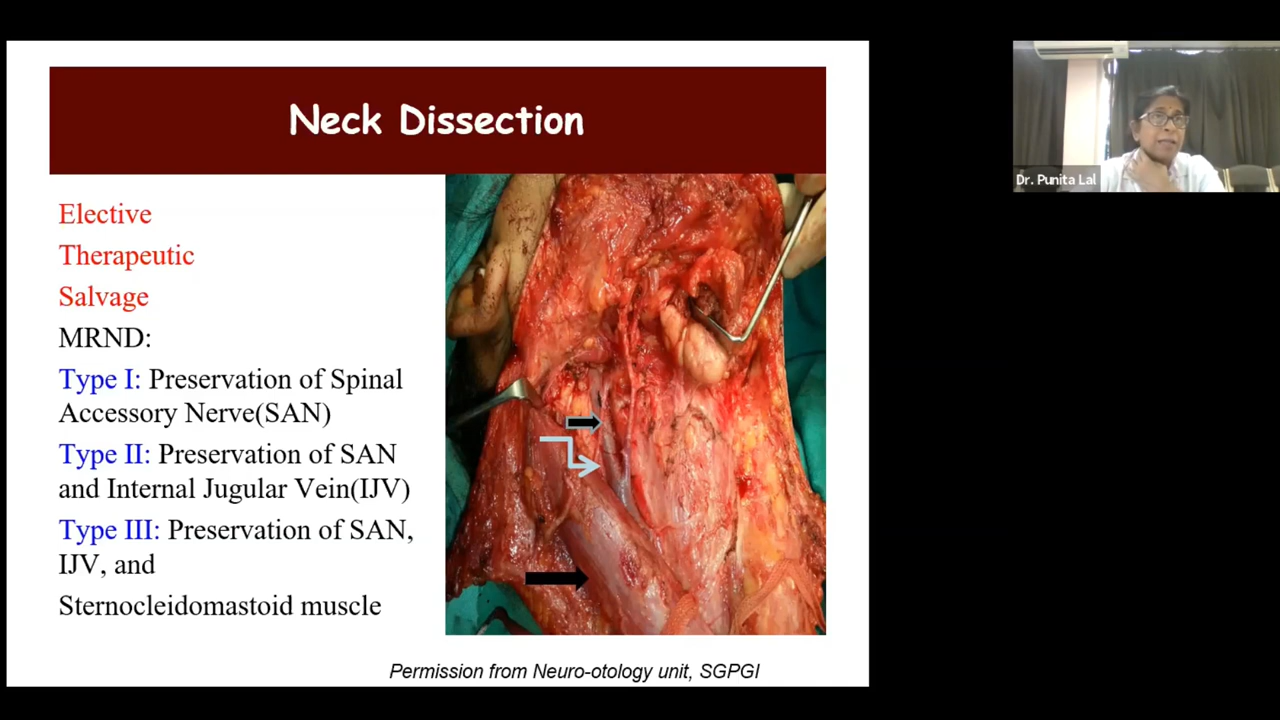 Neck Dissection
Elective
Therapeutic
Salvage
MRND:
Type I: Preservation of Spinal
Accessory Nerve(SAN)
Type II: Preservation of SAN
and Internal Jugular Vein(IJV)
Type III: Preservation of SAN,
IJV, and
Sternocleidomastoid muscle
Permission from Neuro-otology unit, SGPGI
Dr. Punita Lal